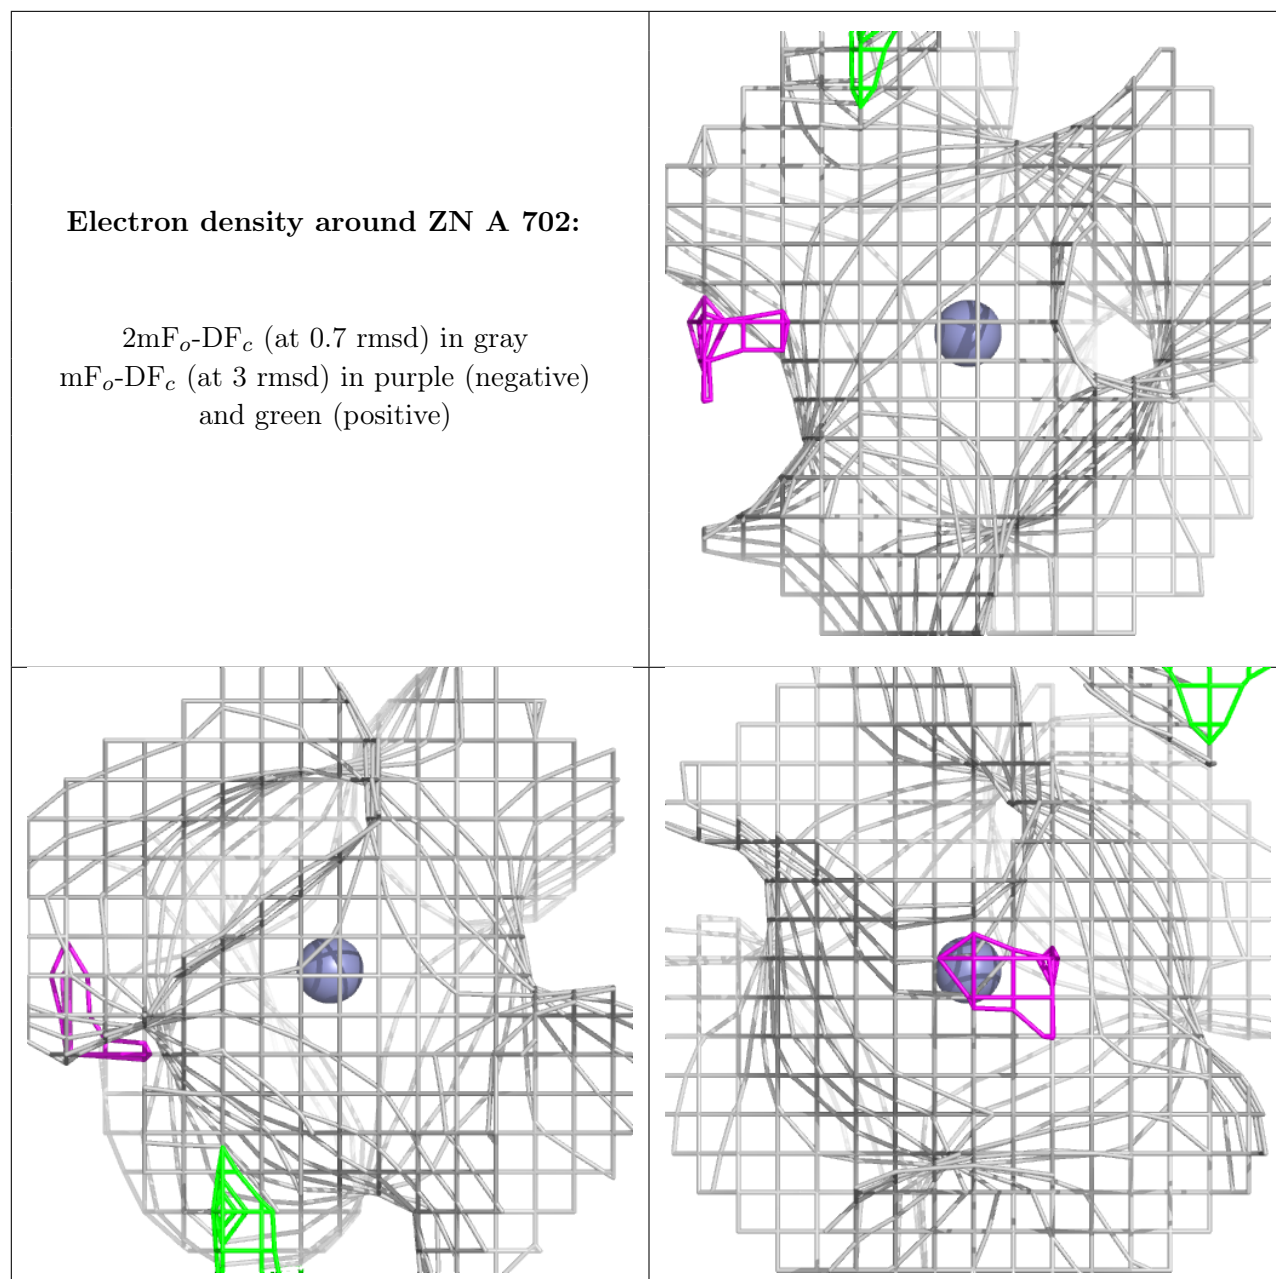 Electron density around ZN A 702:
2mFo-DFc (at 0.7 rmsd) in gray
mFo-DFc (at 3 rmsd) in purple (negative)
and green (positive)